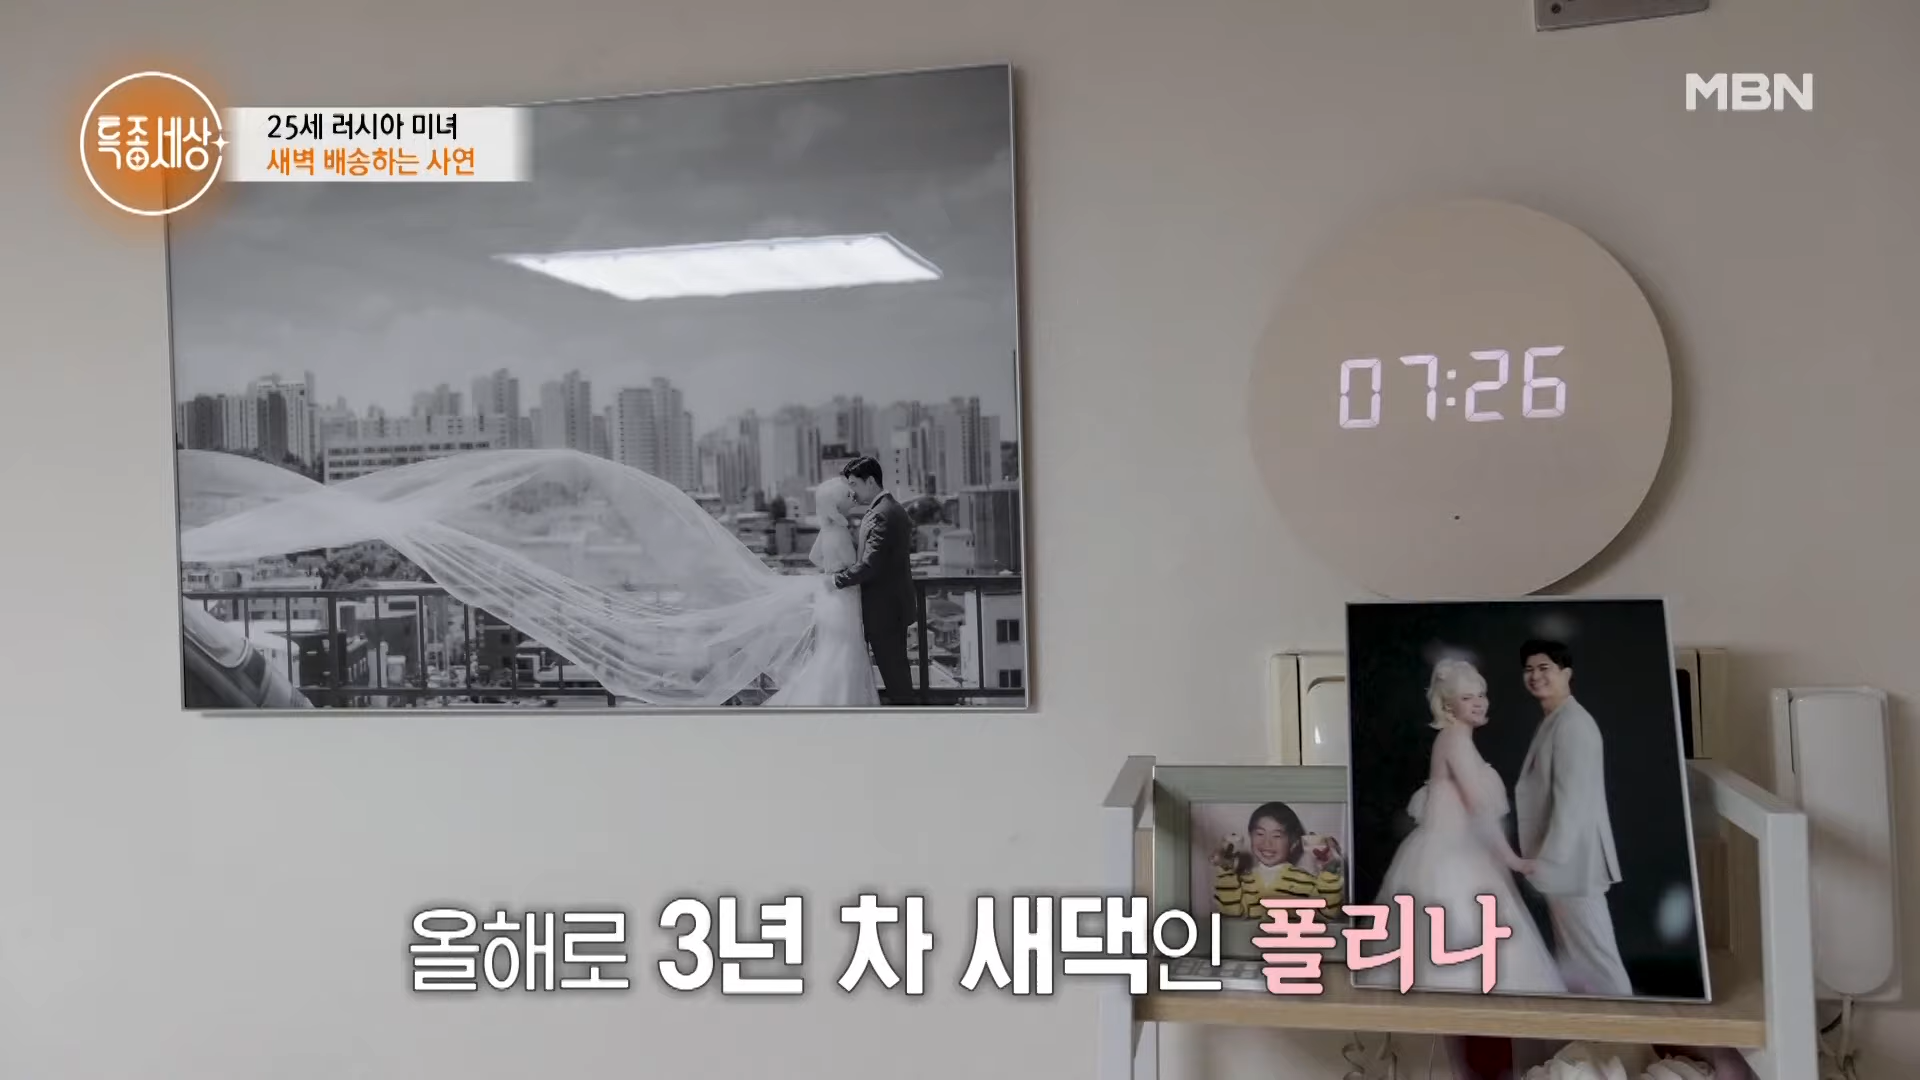 특종세상
25세 러시아 미녀
새벽 배송하는 사연
MBN
07:26
올해로 3년 차 새댁인 폴리나